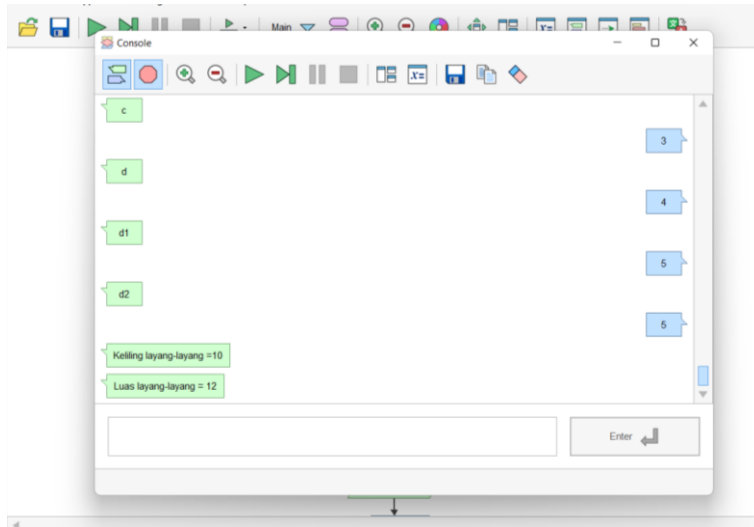 Main
Console
c
3
d
4
d1
5
d2
5
Keliling layang-layang =10
Luas layang-layang = 12
Enter